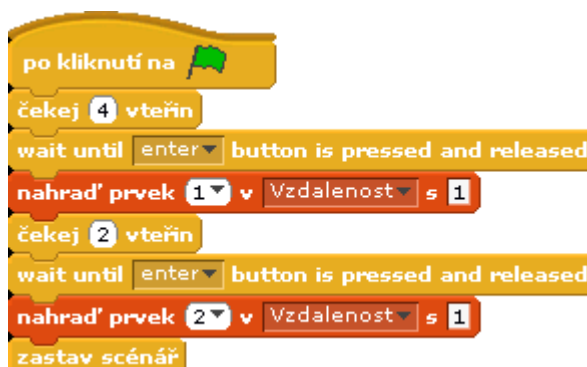 po kliknutí na
čekej 4 vteřin
wait until enter button is pressed and released
nahraď prvek 1 v Vzdalenost s 1
čekej 2 vteřin
wait until enter button is pressed and released
nahraď prvek 2 v Vzdalenost s 1
zastav scénář